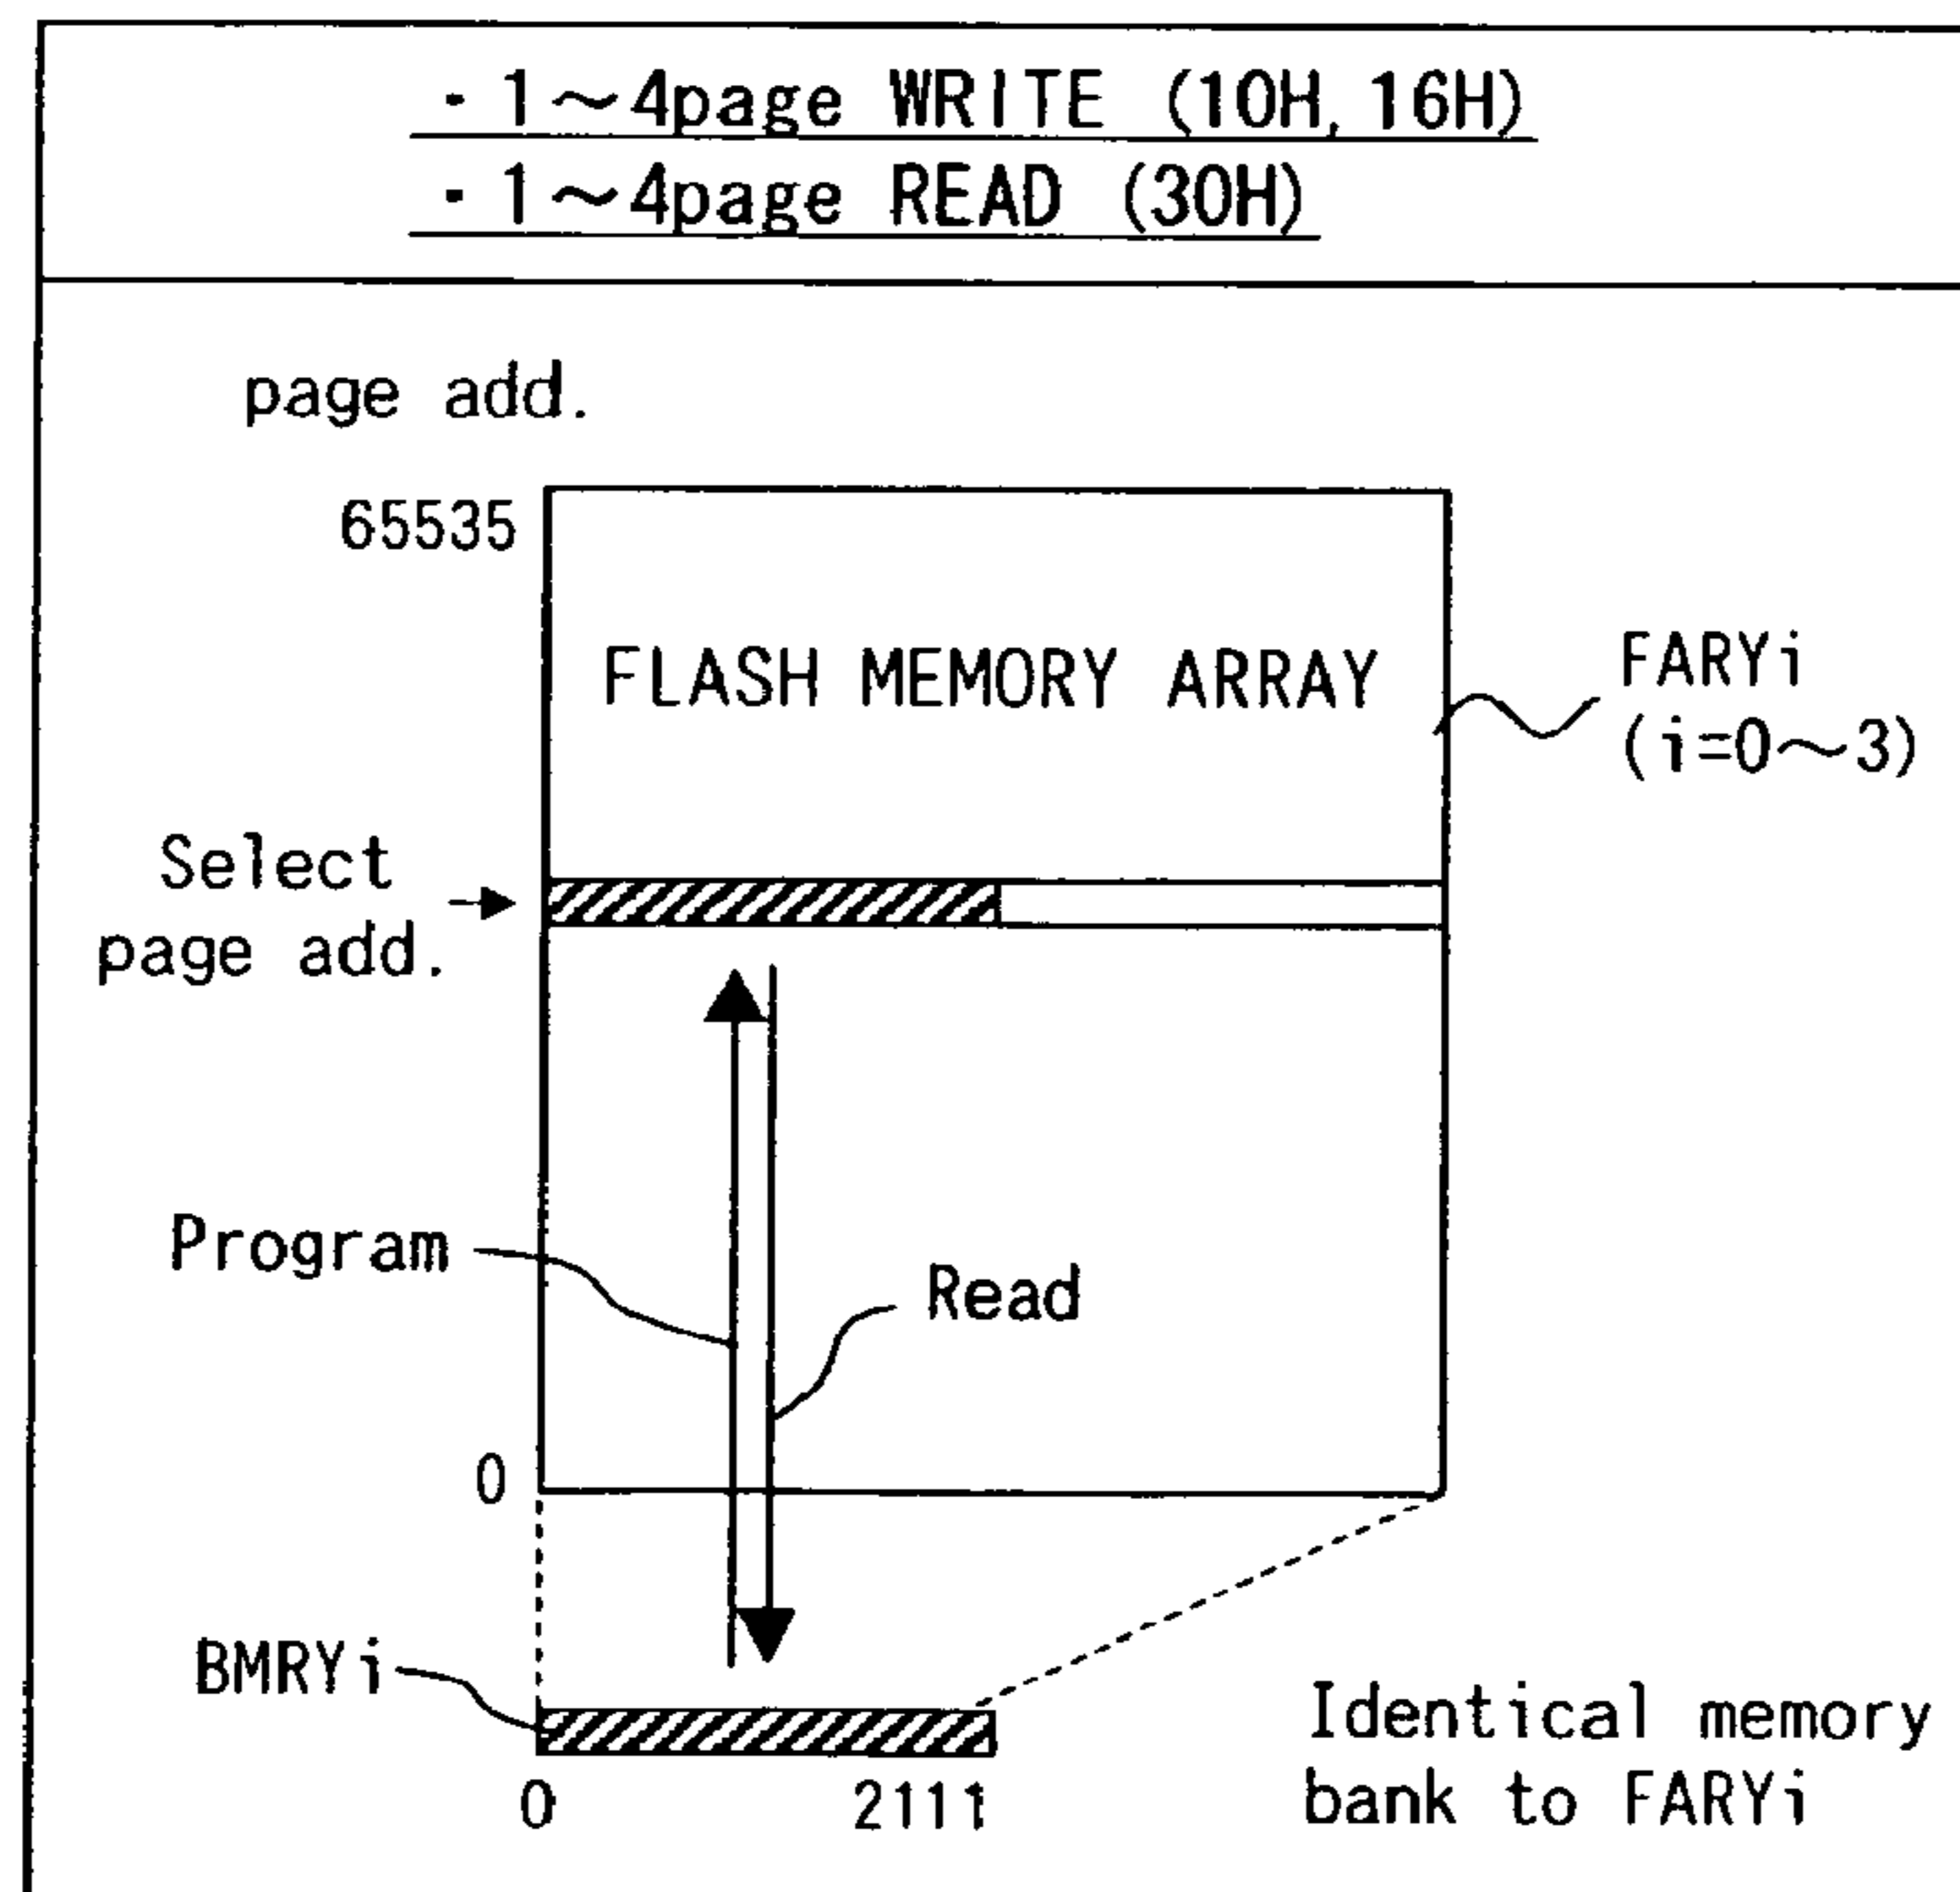 ・1～4page WRITE (10H, 16H)
・1～4page READ (30H)
page add.
65535
FLASH MEMORY ARRAY
FARYi
(i=0～3)
Select
page add.
Program
Read
0
BMRYi
0
2111
Identical memory
bank to FARYi